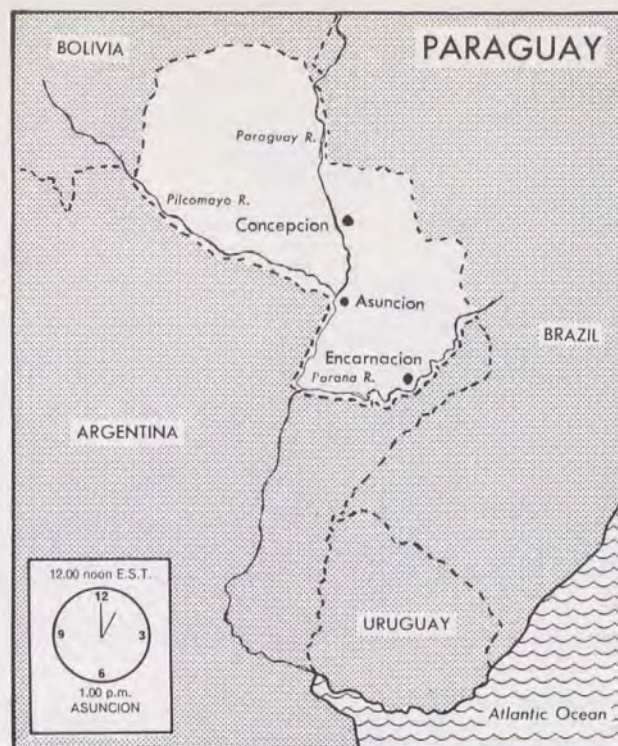 PARAGUAY
BOLIVIA
Paraguay R.
Pilcomayo R.
Concepcion
Asuncion
BRAZIL
Encarnacion
Parana R.
ARGENTINA
12.00 noon E.S.T.
12
9
3
6
1.00 p.m.
ASUNCION
URUGUAY
Atlantic Ocean